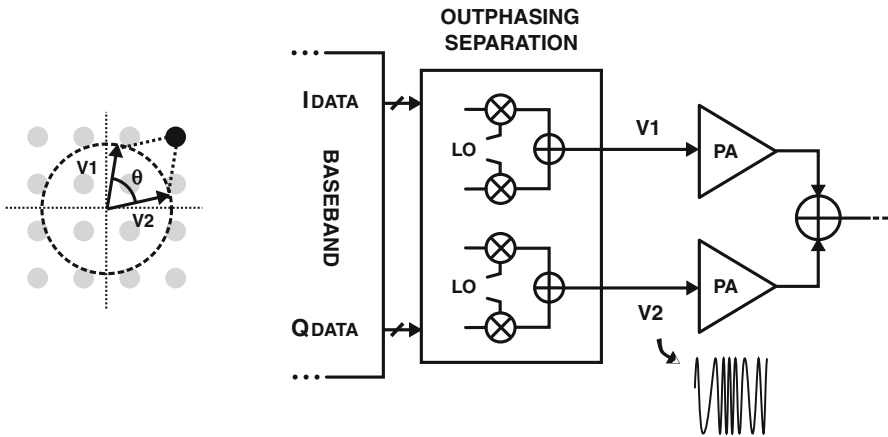 OUTPHASING
SEPARATION
IDATA
BASEBAND
QDATA
LO
LO
V1
V2
PA
PA
V1
θ
V2